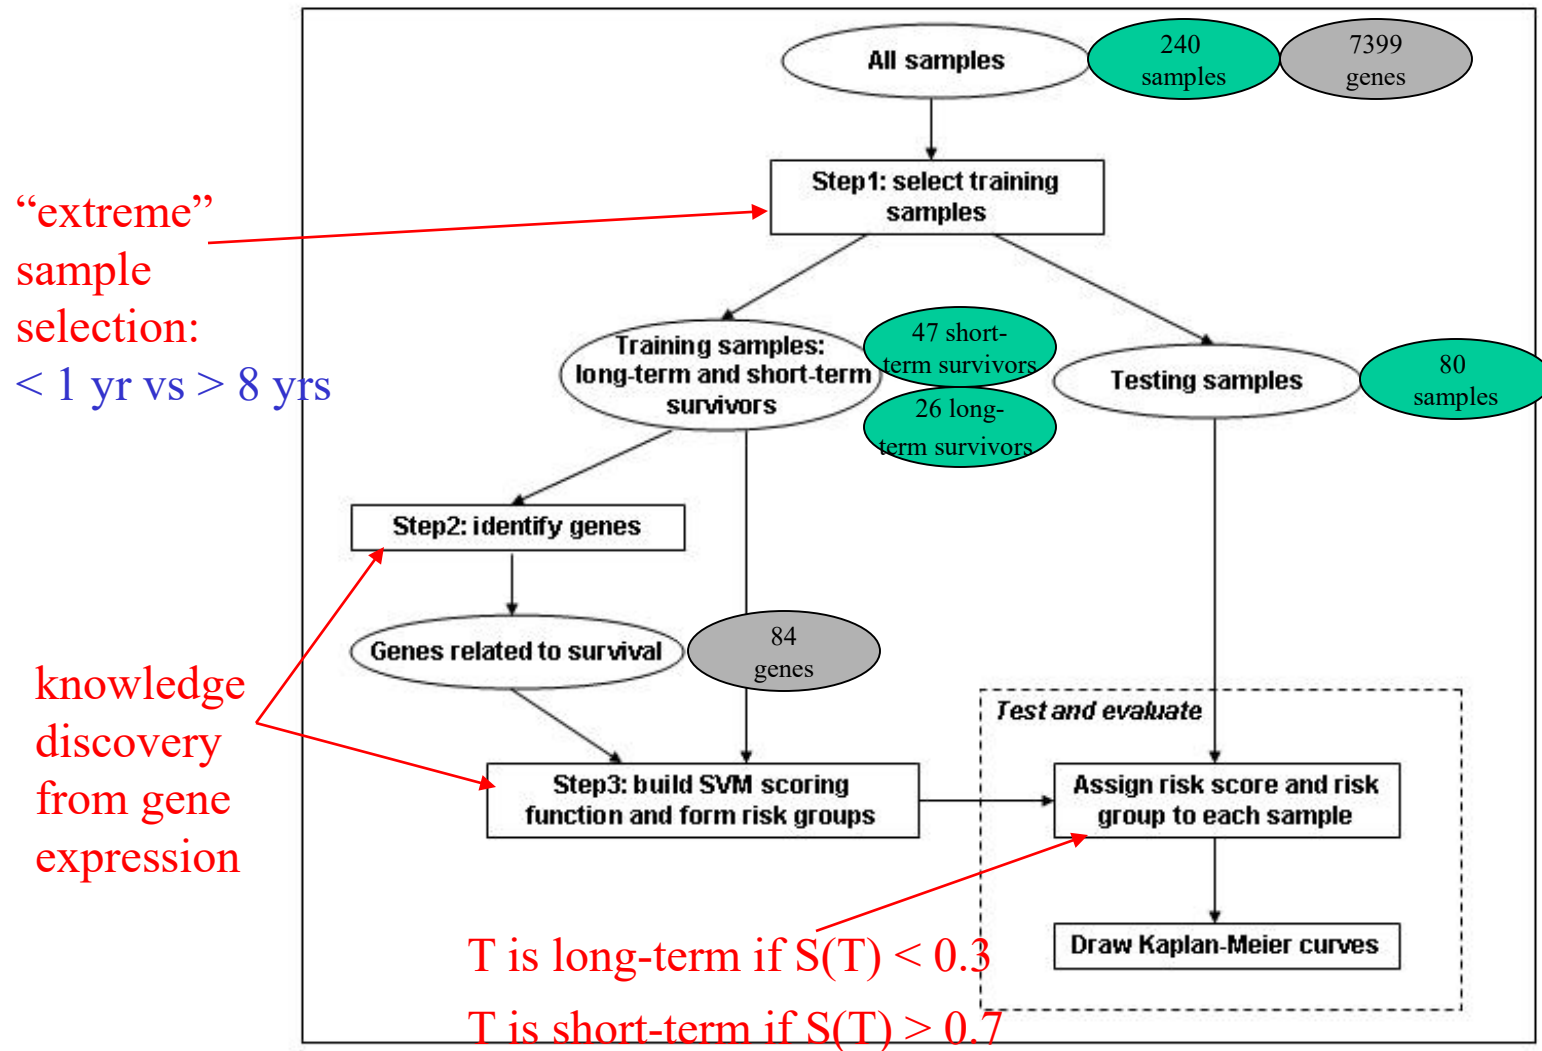 All samples
240
samples
7399
genes
Step1: select training
samples
“extreme”
sample
selection:
< 1 yr vs > 8 yrs
Training samples:
long-term and short-term
survivors
47 short-
term survivors
26 long-
term survivors
Testing samples
80
samples
Step2: identify genes
Genes related to survival
84
genes
knowledge
discovery
from gene
expression
Step3: build SVM scoring
function and form risk groups
Test and evaluate
Assign risk score and risk
group to each sample
Draw Kaplan-Meier curves
T is long-term if S(T) < 0.3
T is short-term if S(T) > 0.7